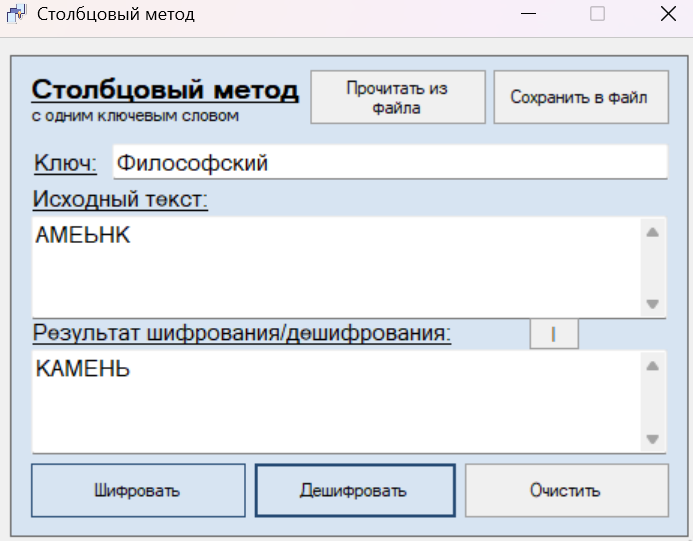 Столбцовый метод
Столбцовый метод
с одним ключевым словом
Прочитать из
файла
Сохранить в файл
Ключ:
Философский
Исходный текст:
АМЕЬНК
Результат шифрования/дешифрования:
|
КАМЕНЬ
Шифровать
Дешифровать
Очистить